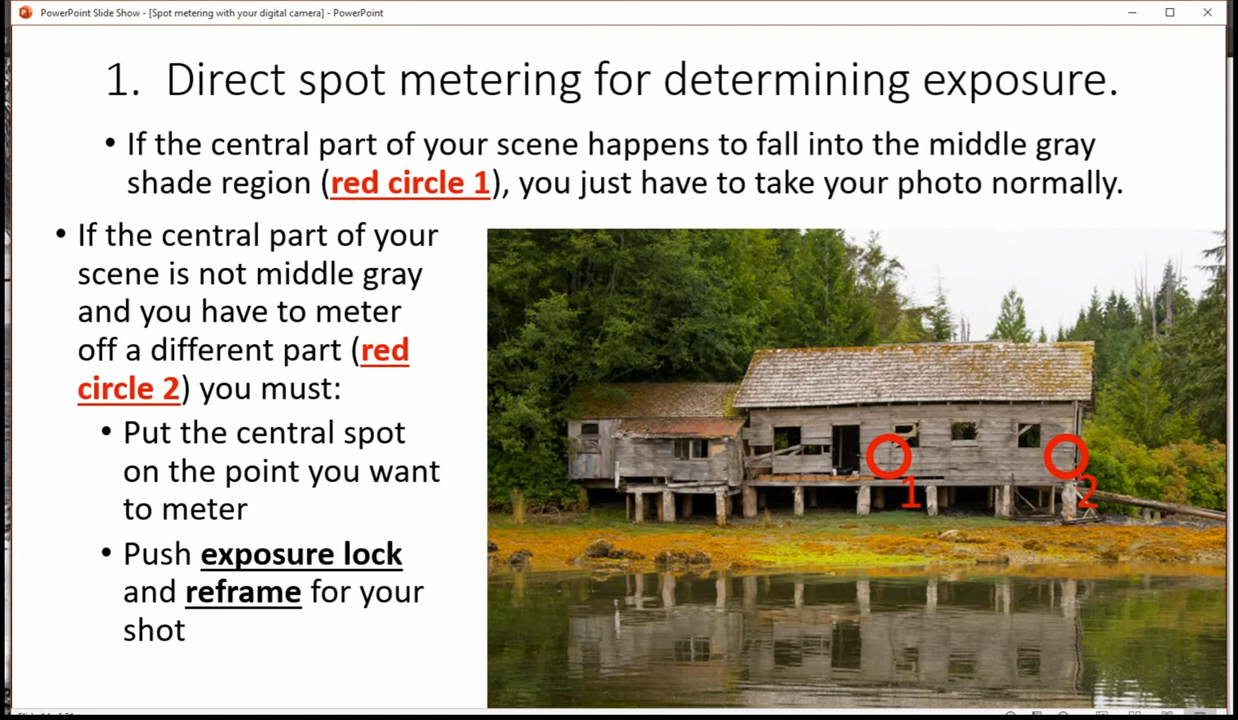 PowerPoint Slide Show - [Spot metering with your digital camera] - PowerPoint
1. Direct spot metering for determining exposure.
• If the central part of your scene happens to fall into the middle gray
shade region (red circle 1), you just have to take your photo normally.
• If the central part of your
scene is not middle gray
and you have to meter
off a different part (red
circle 2) you must:
• Put the central spot
on the point you want
to meter
• Push exposure lock
and reframe for your
shot
1
2